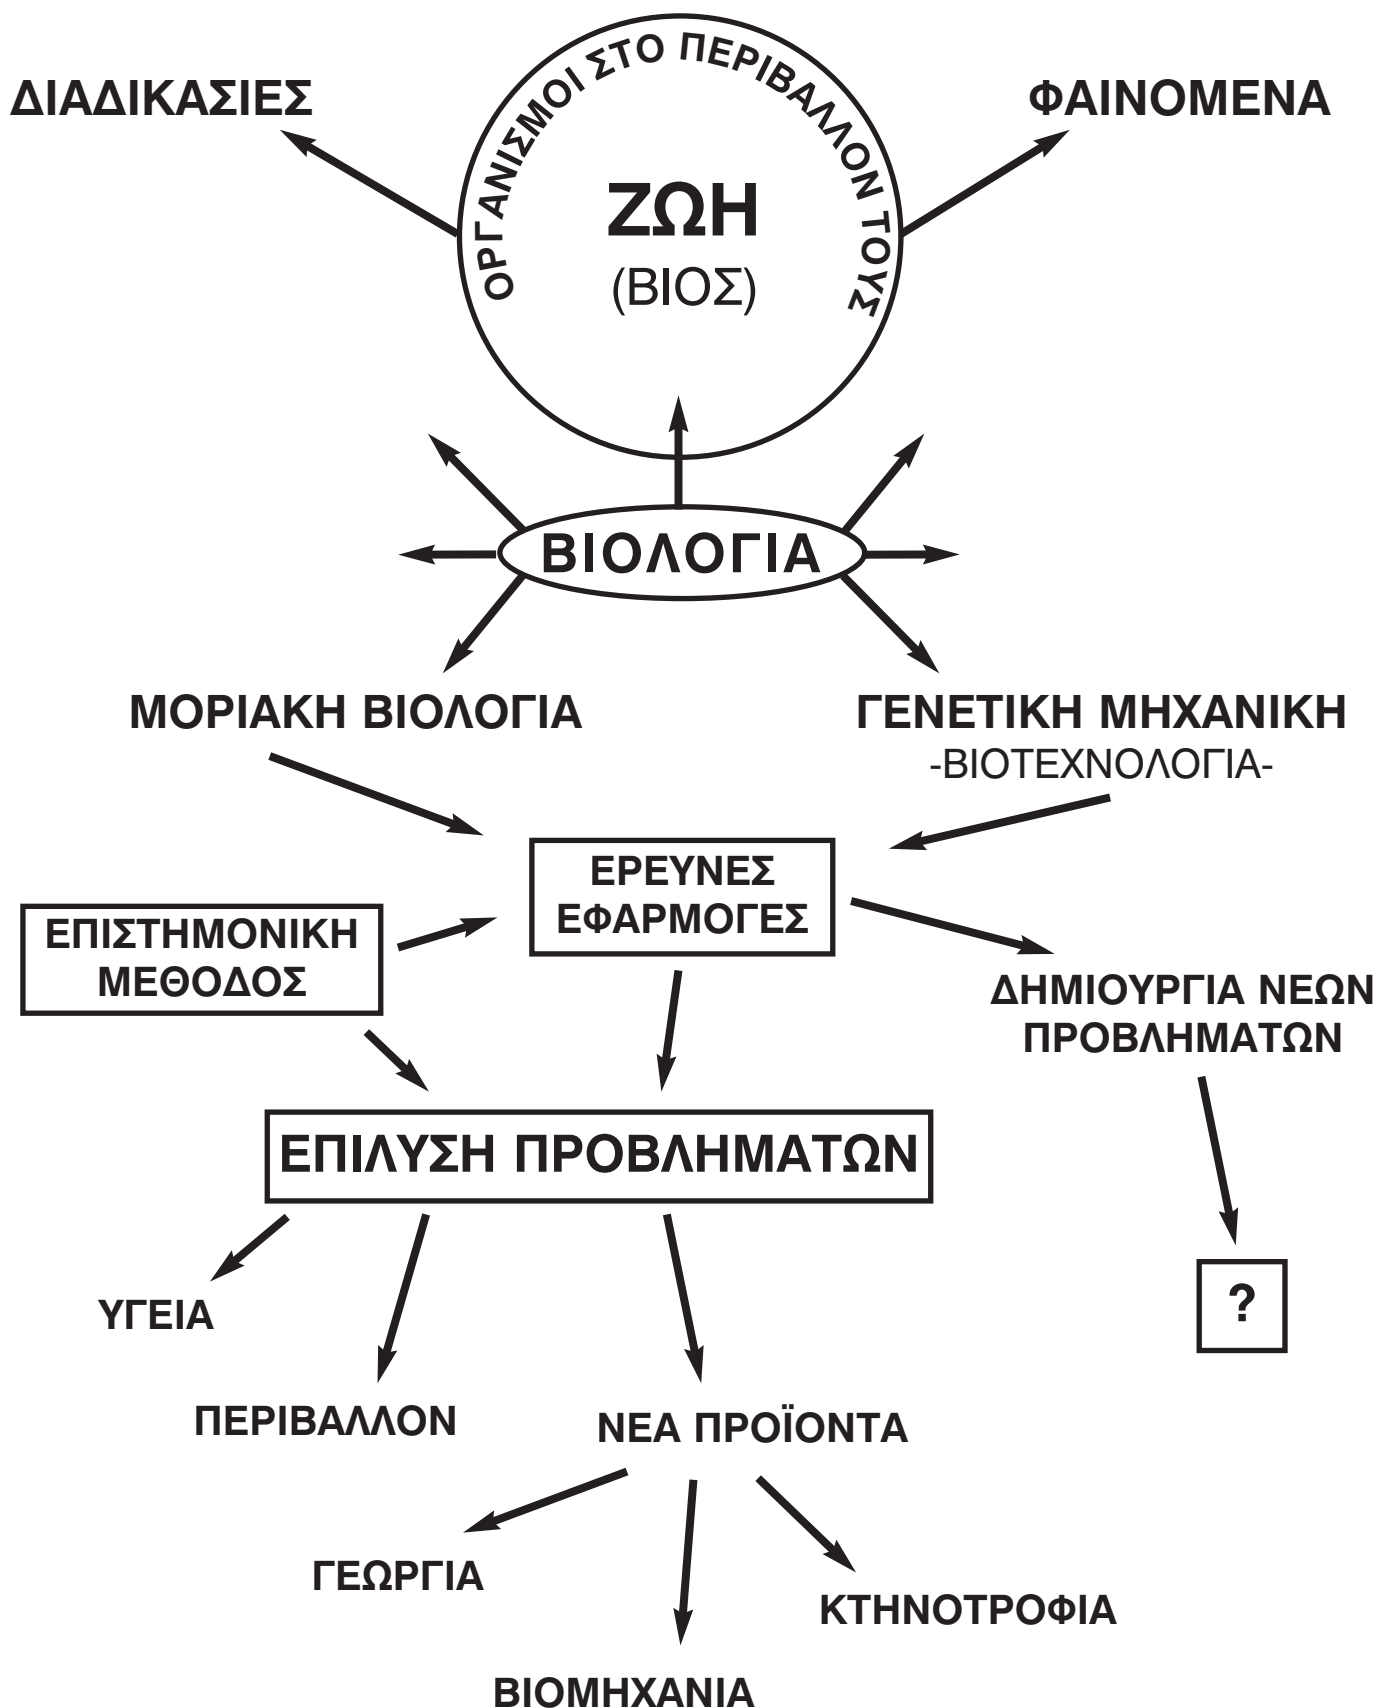 ΟΡΓΑΝΙΣΜΟΙ ΣΤΟ ΠΕΡΙΒΑΛΛΟΝ ΤΟΥΣ
ΔΙΑΔΙΚΑΣΙΕΣ
ΦΑΙΝΟΜΕΝΑ
ΖΩΗ
(ΒΙΟΣ)
ΒΙΟΛΟΓΙΑ
ΜΟΡΙΑΚΗ ΒΙΟΛΟΓΙΑ
ΓΕΝΕΤΙΚΗ ΜΗΧΑΝΙΚΗ
-ΒΙΟΤΕΧΝΟΛΟΓΙΑ-
ΕΡΕΥΝΕΣ
ΕΦΑΡΜΟΓΕΣ
ΕΠΙΣΤΗΜΟΝΙΚΗ
ΜΕΘΟΔΟΣ
ΔΗΜΙΟΥΡΓΙΑ ΝΕΩΝ
ΠΡΟΒΛΗΜΑΤΩΝ
ΕΠΙΛΥΣΗ ΠΡΟΒΛΗΜΑΤΩΝ
ΥΓΕΙΑ
?
ΠΕΡΙΒΑΛΛΟΝ
ΝΕΑ ΠΡΟΪΟΝΤΑ
ΓΕΩΡΓΙΑ
ΚΤΗΝΟΤΡΟΦΙΑ
ΒΙΟΜΗΧΑΝΙΑ